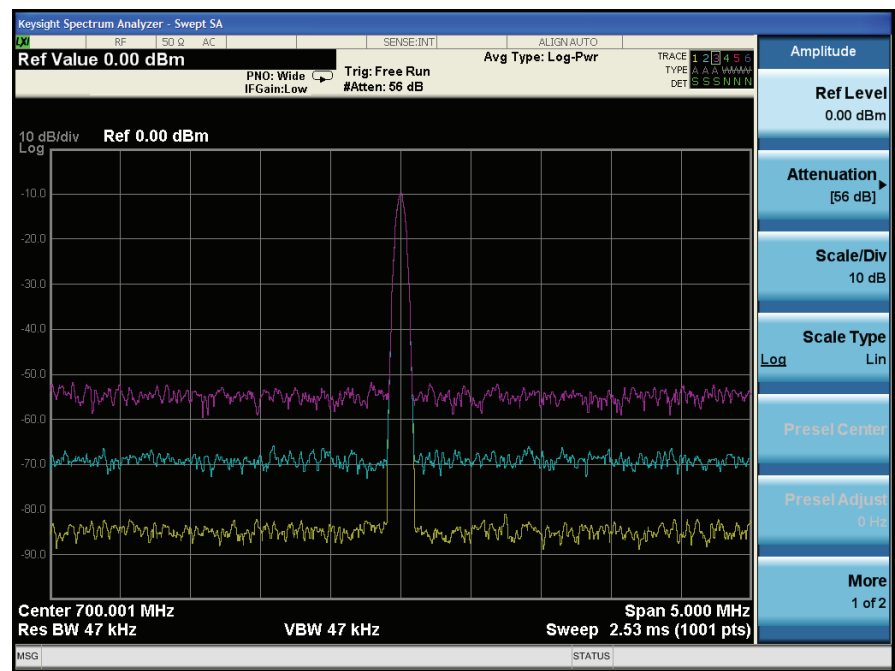 Keysight Spectrum Analyzer - Swept SA
LXI RF 50 Ω AC SENSE:INT ALIGN AUTO
Ref Value 0.00 dBm
PNO: Wide
IFGain:Low
Trig: Free Run
#Atten: 56 dB
Avg Type: Log-Pwr
TRACE 1 2 3 4 5 6
TYPE A A A W W W
DET S S S N N N
10 dB/div Ref 0.00 dBm
Log
-10.0
-20.0
-30.0
-40.0
-50.0
-60.0
-70.0
-80.0
-90.0
Center 700.001 MHz Span 5.000 MHz
Res BW 47 kHz VBW 47 kHz Sweep 2.53 ms (1001 pts)
MSG STATUS
Amplitude
Ref Level
0.00 dBm
Attenuation
[56 dB]
Scale/Div
10 dB
Scale Type
Log Lin
Presel Center
Presel Adjust
0 Hz
More
1 of 2